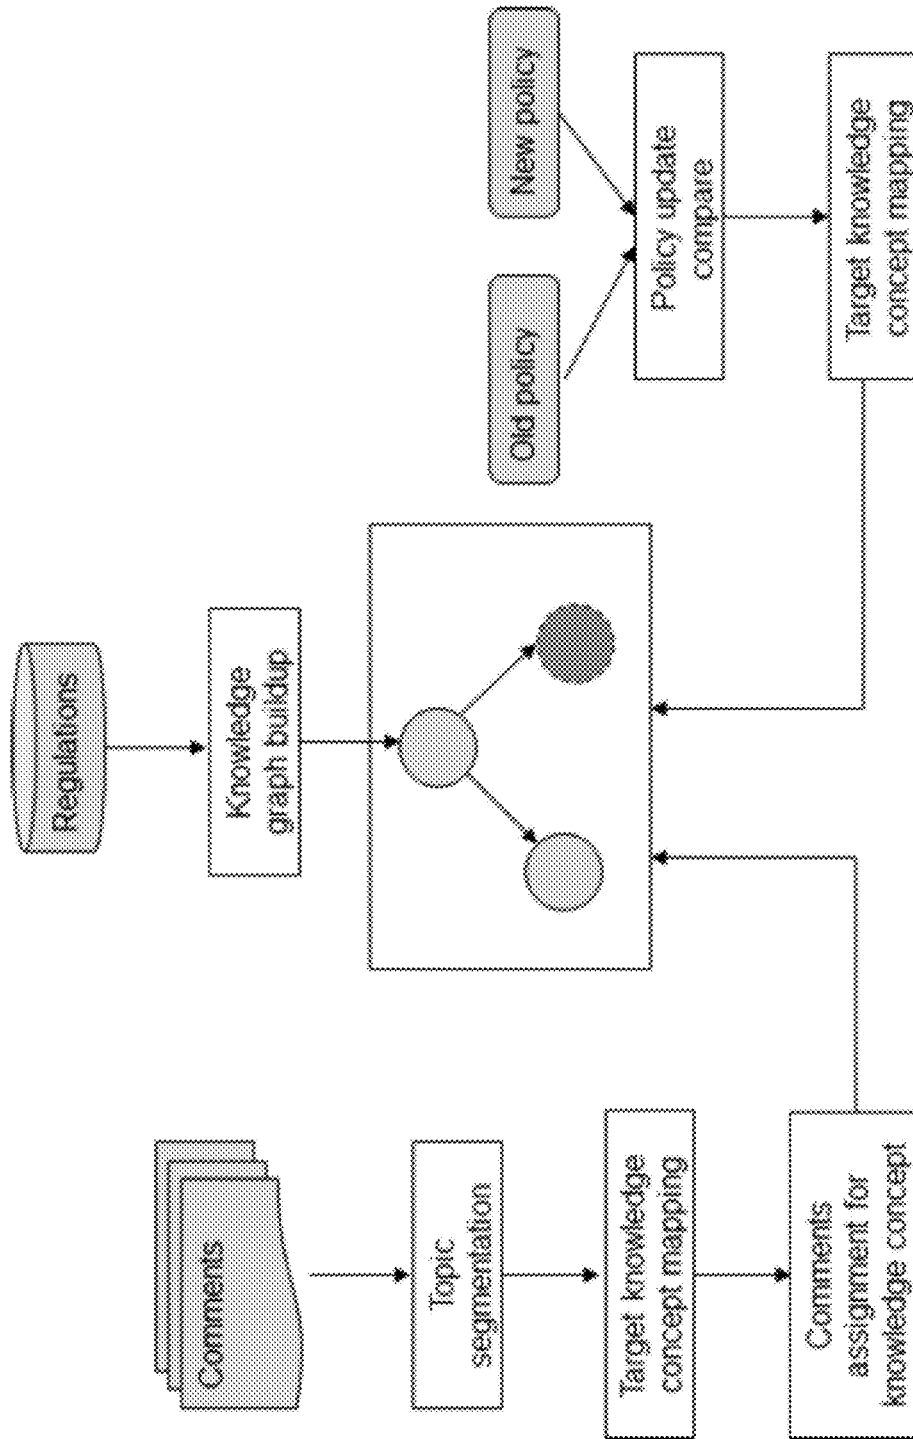 Comments
Topic
segmentation
Target knowledge
concept mapping
Comments
assignment for
knowledge concept
Regulations
Knowledge
graph buildup
Old policy
New policy
Policy update
compare
Target knowledge
concept mapping